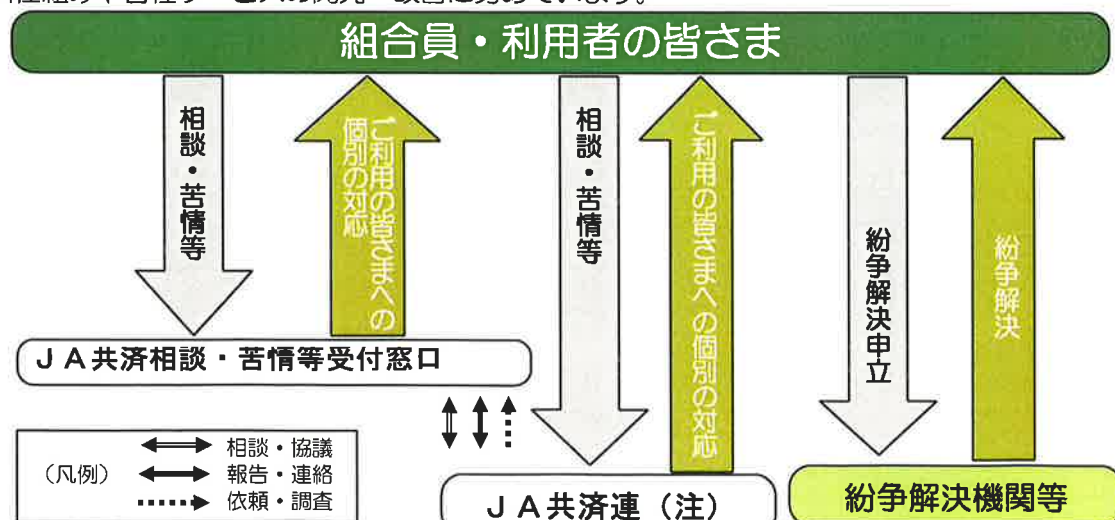 組合員・利用者の皆さま
相談・苦情等
ご利用の皆さまへの
個別の対応
相談・苦情等
ご利用の皆さまへの個別の対応
紛争解決申立
紛争解決
ＪＡ共済相談・苦情等受付窓口
（凡例）
相談・協議
報告・連絡
依頼・調査
ＪＡ共済連（注）
紛争解決機関等